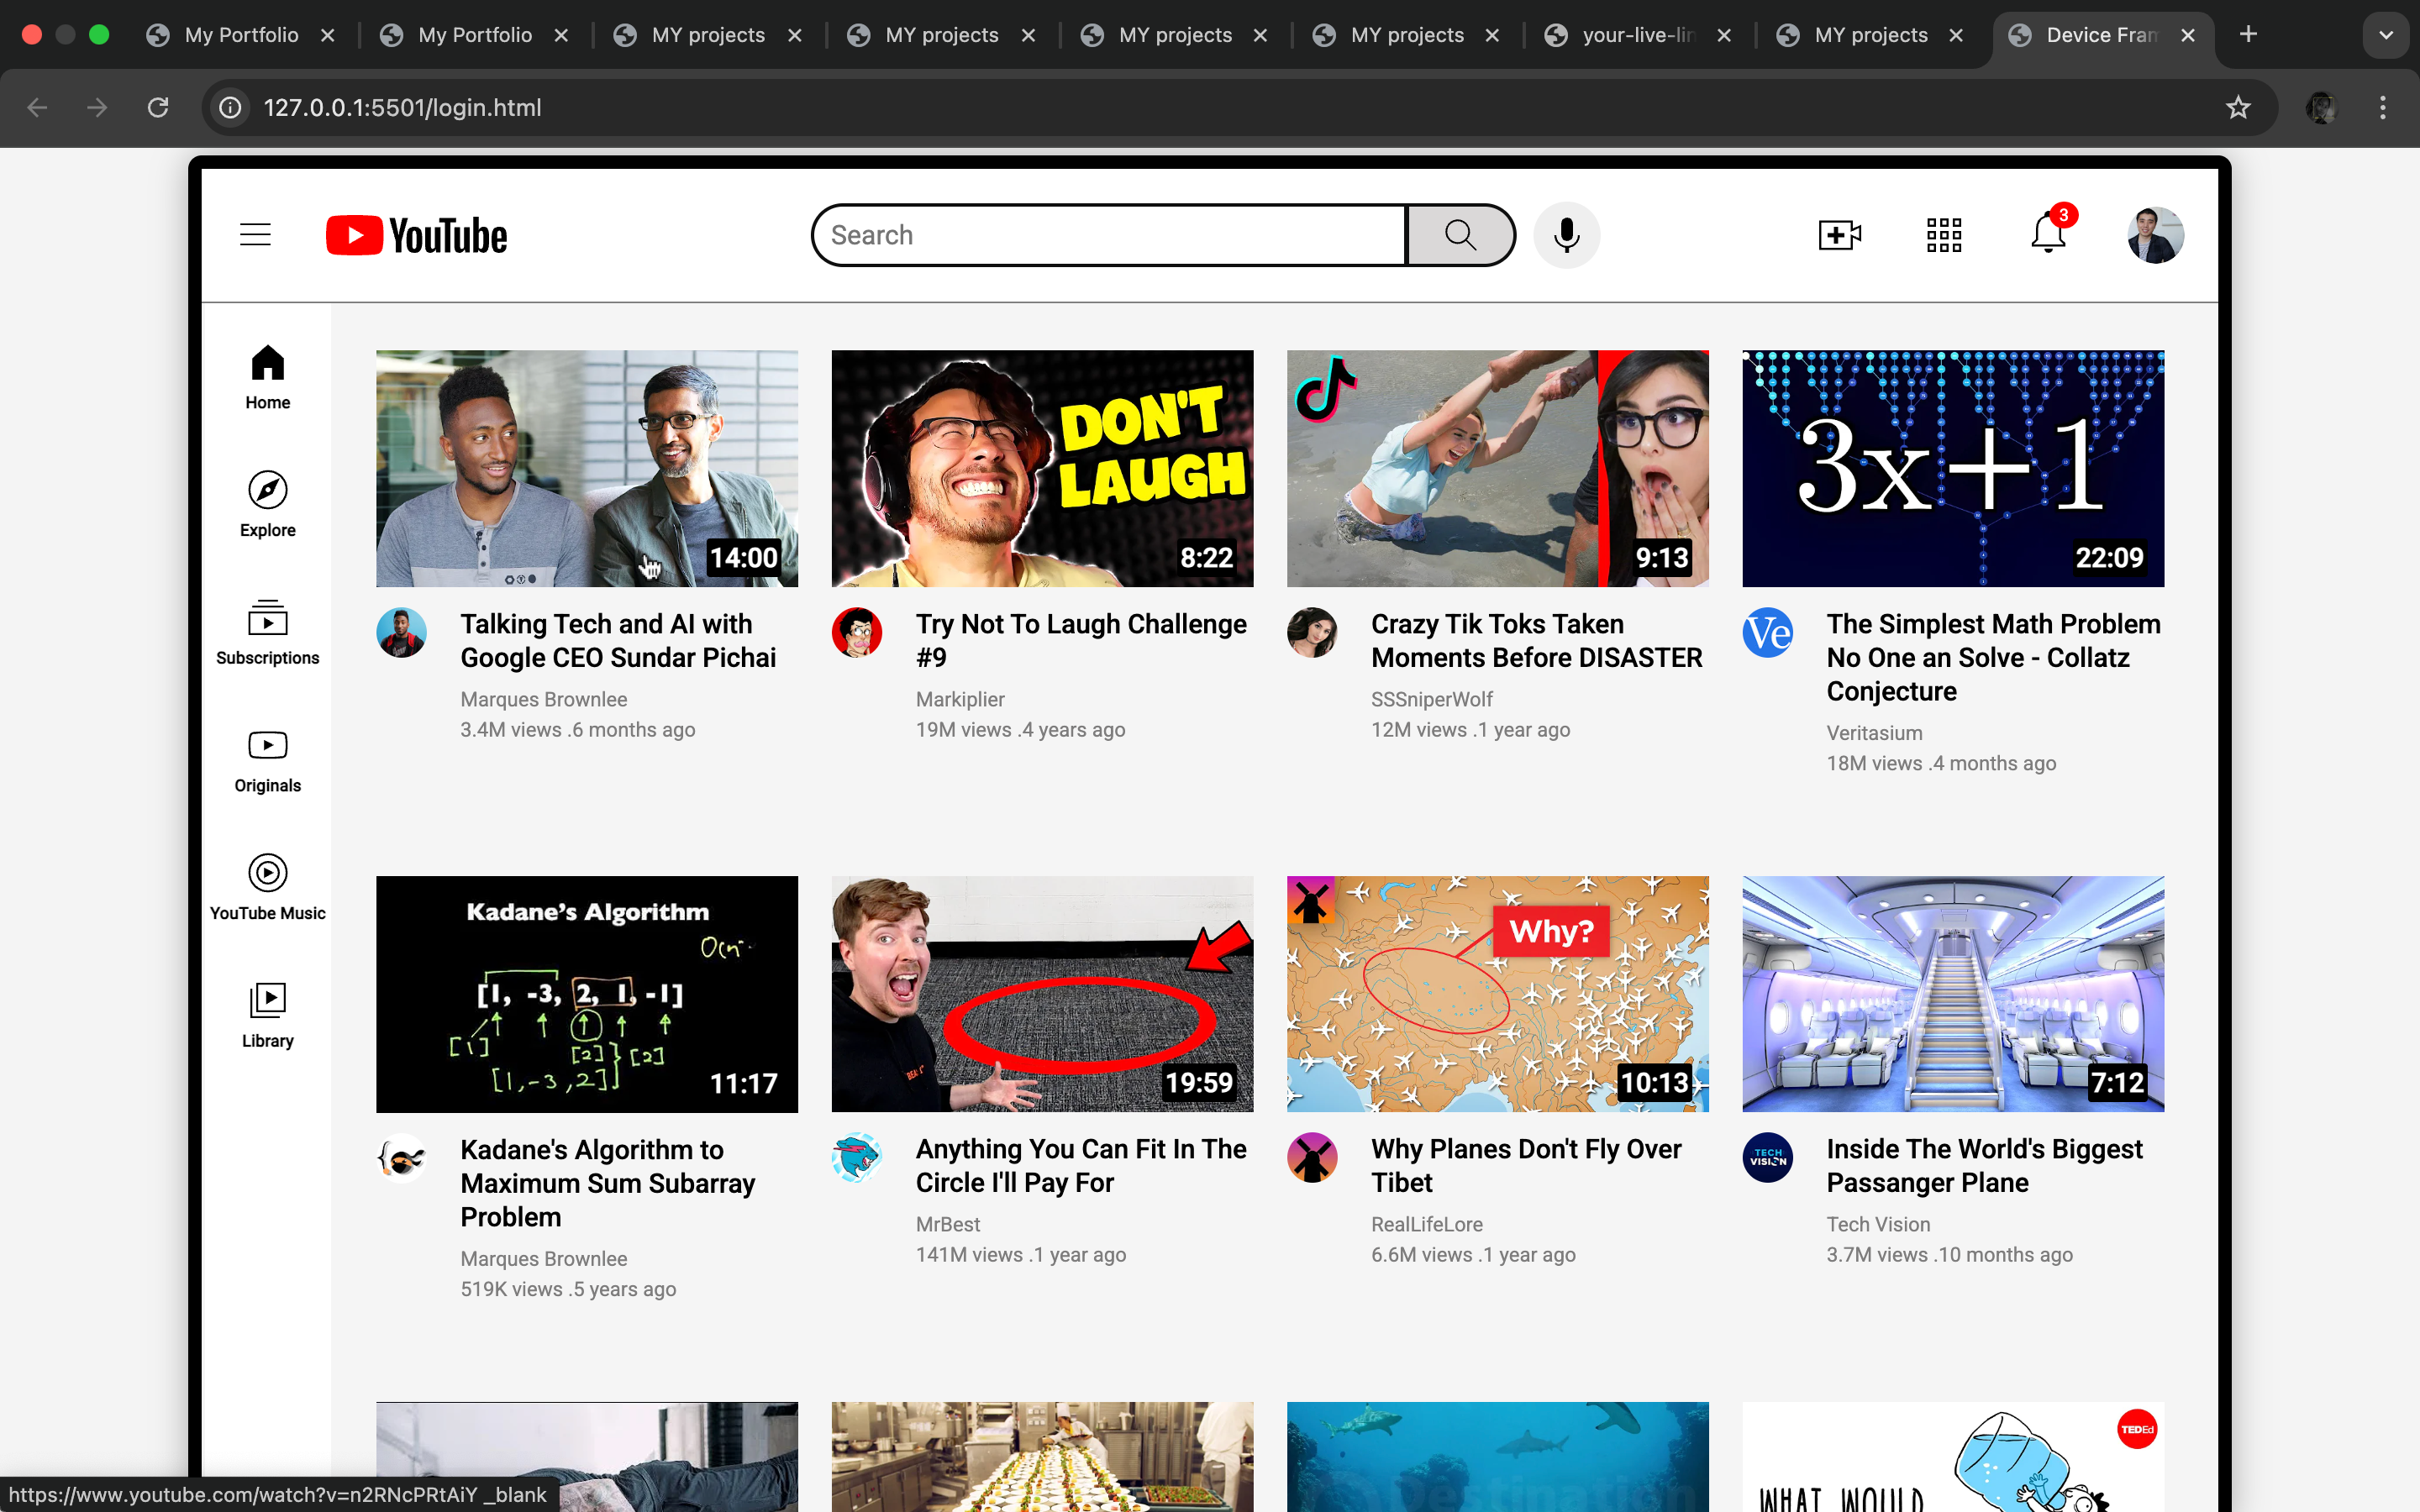 My Portfolio
My Portfolio
MY projects
MY projects
MY projects
MY projects
MY projects
Device Fram
127.0.0.1:5501/login.html
YouTube
Search
3
Home
Explore
Subscriptions
Originals
YouTube Music
Library
14:00
Talking Tech and AI with
Google CEO Sundar Pichai
Marques Brownlee
3.4M views .6 months ago
DON'T
LAUGH
8:22
Try Not To Laugh Challenge
#9
Markiplier
19M views .4 years ago
9:13
Crazy Tik Toks Taken
Moments Before DISASTER
SSSniperWolf
12M views .1 year ago
3x+1
22:09
Ve
The Simplest Math Problem
No One an Solve - Collatz
Conjecture
Veritasium
18M views .4 months ago
Kadane's Algorithm
[1, -3, 2, 1, -1]
[1]
[2]
[2]
[1,-3,2]
11:17
Kadane's Algorithm to
Maximum Sum Subarray
Problem
Marques Brownlee
519K views .5 years ago
19:59
Anything You Can Fit In The
Circle I'll Pay For
MrBest
141M views .1 year ago
Why?
10:13
Why Planes Don't Fly Over
Tibet
RealLifeLore
6.6M views .1 year ago
7:12
TECH
VISION
Inside The World's Biggest
Passanger Plane
Tech Vision
3.7M views .10 months ago
TEDEd
WHAT WOULD
https://www.youtube.com/watch?v=n2RNcPRtAiY _blank